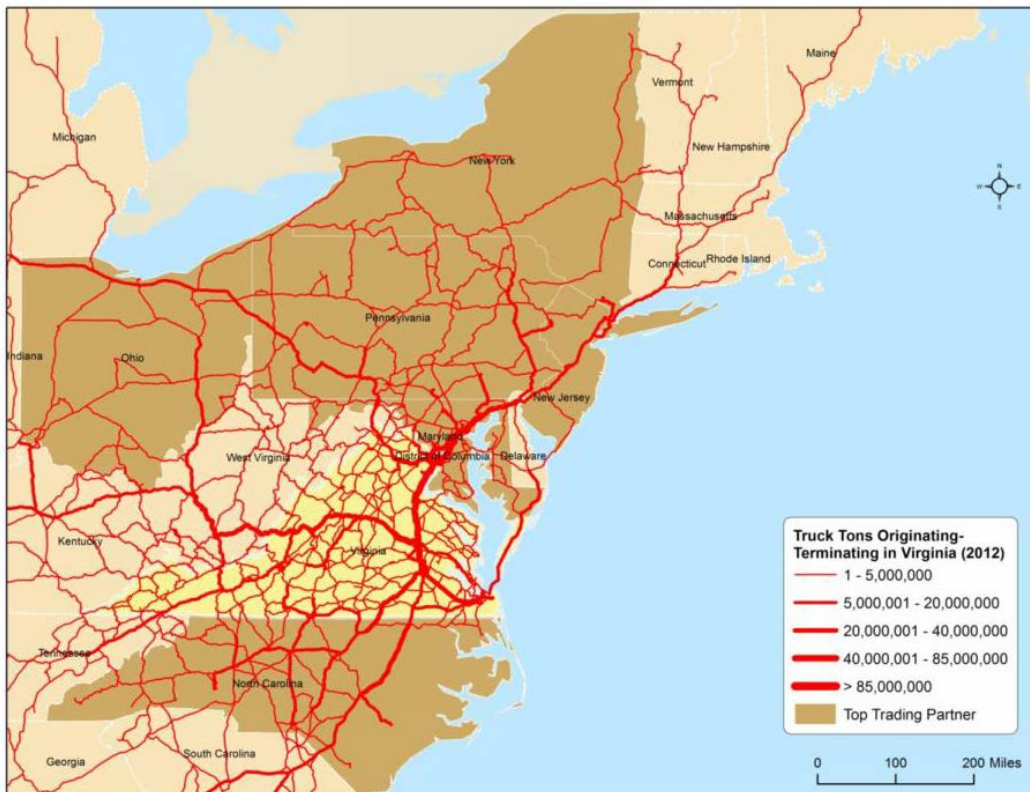 Maine
Vermont
Michigan
New Hampshire
New York
N
W E
S
Massachusetts
Connecticut
Rhode Island
Pennsylvania
Indiana
Ohio
New Jersey
Maryland
West Virginia
District of Columbia
Delaware
Kentucky
Virginia
Tennessee
North Carolina
South Carolina
Georgia
Truck Tons Originating-
Terminating in Virginia (2012)
1 - 5,000,000
5,000,001 - 20,000,000
20,000,001 - 40,000,000
40,000,001 - 85,000,000
> 85,000,000
Top Trading Partner
0 100 200 Miles